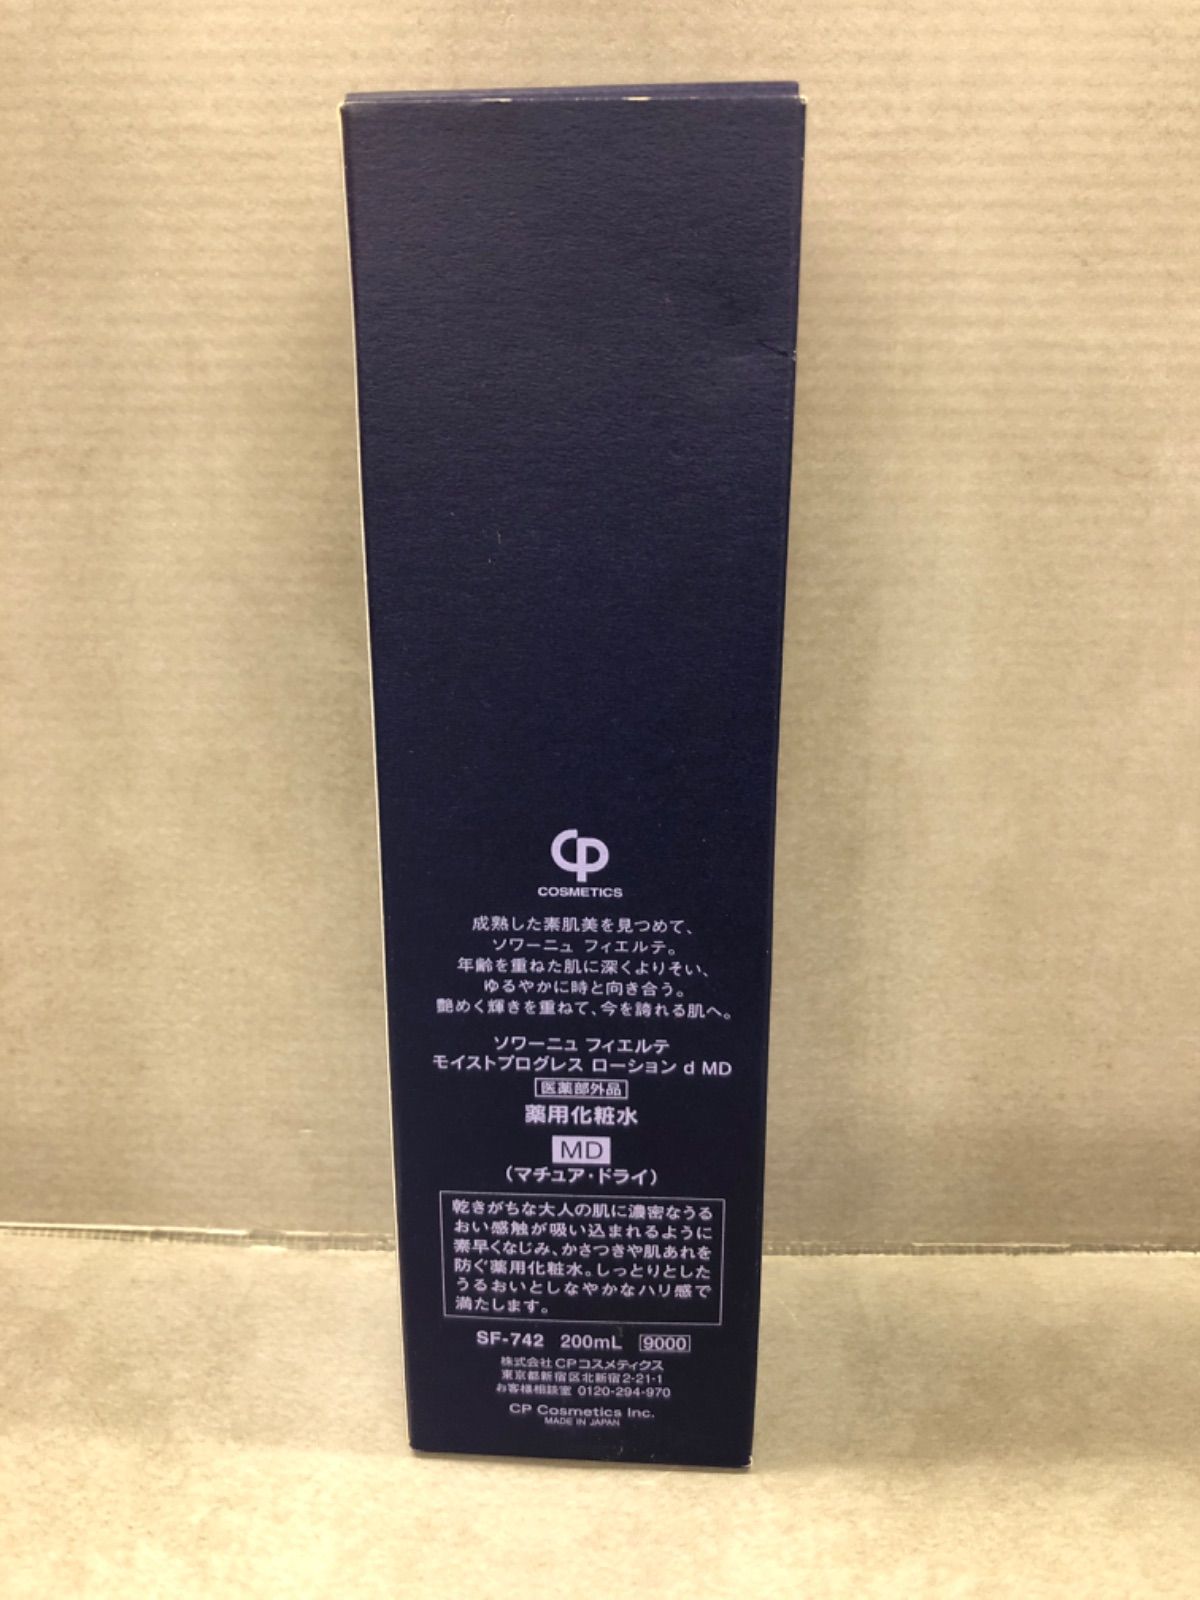 CP
COSMETICS
成熟した素肌美を見つめて、
ソワーニュ フィエルテ。
年齢を重ねた肌に深くよりそい、
ゆるやかに時と向き合う。
艶めく輝きを重ねて、今を誇れる肌へ。
ソワーニュ フィエルテ
モイストプログレス ローション d MD
医薬部外品
薬用化粧水
MD
(マチュア・ドライ)
乾きがちな大人の肌に濃密なうる
おい感触が吸い込まれるように
素早くなじみ、かさつきや肌あれを
防ぐ薬用化粧水。しっとりとした
うるおいとしなやかなハリ感で
満たします。
SF-742 200mL 9000
株式会社CPコスメティクス
東京都新宿区北新宿2-21-1
お客様相談室 0120-294-970
CP Cosmetics Inc.
MADE IN JAPAN